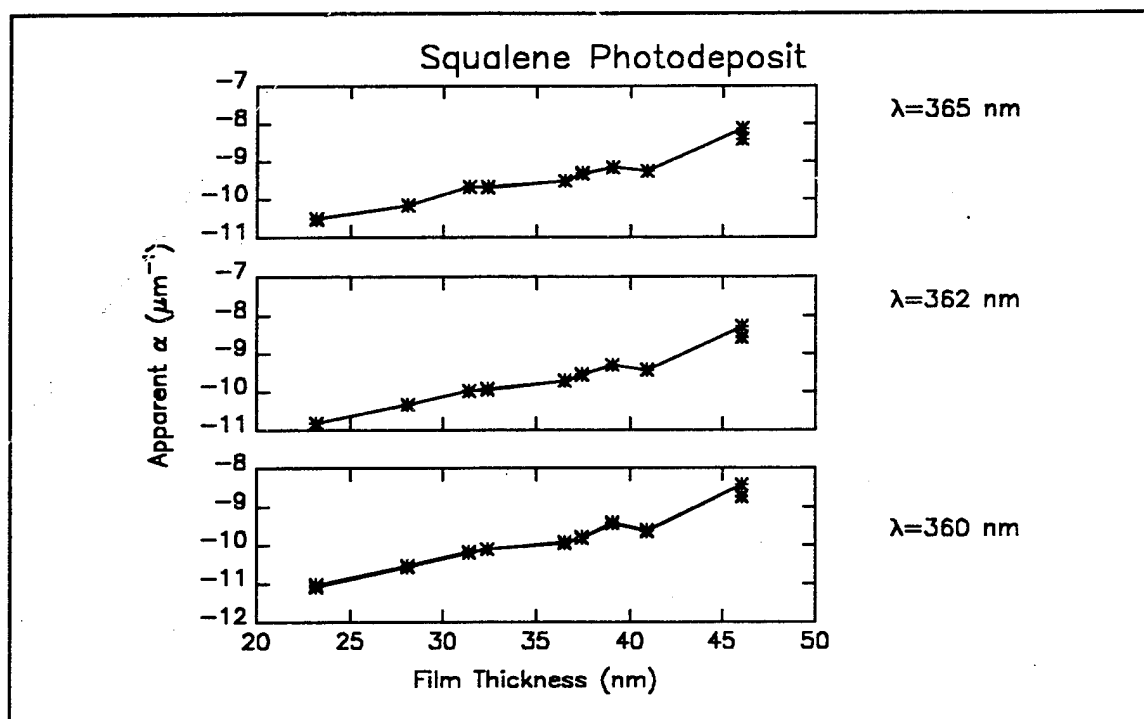 Squalene Photodeposit
−7
−8
−9
−10
−11
λ=365 nm
−7
−8
−9
−10
−11
λ=362 nm
−8
−9
−10
−11
−12
λ=360 nm
20 25 30 35 40 45 50
Film Thickness (nm)
Apparent α (μm⁻¹)